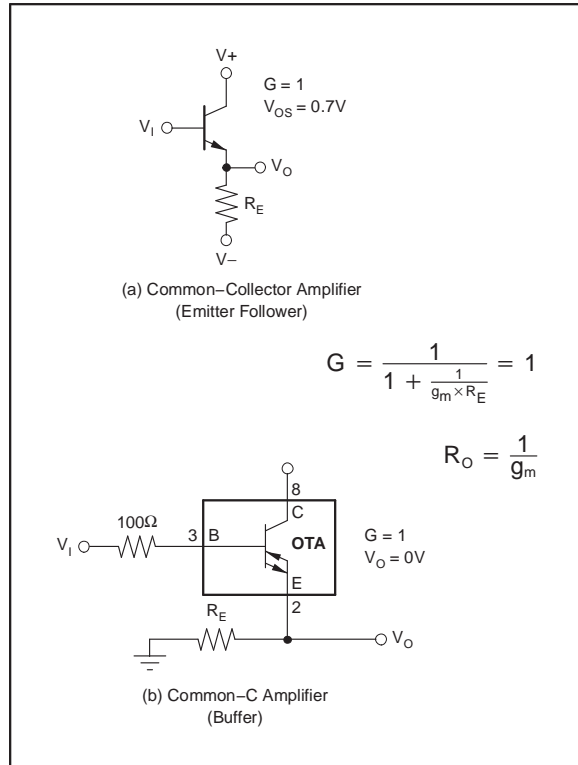 V+
G = 1
V_OS = 0.7V
V_I
V_O
R_E
V−
(a) Common−Collector Amplifier
(Emitter Follower)
G = 1 / (1 + 1 / (g_m × R_E)) = 1
R_O = 1 / g_m
8
C
100Ω
V_I
3
B
OTA
G = 1
V_O = 0V
E
2
R_E
V_O
(b) Common−C Amplifier
(Buffer)